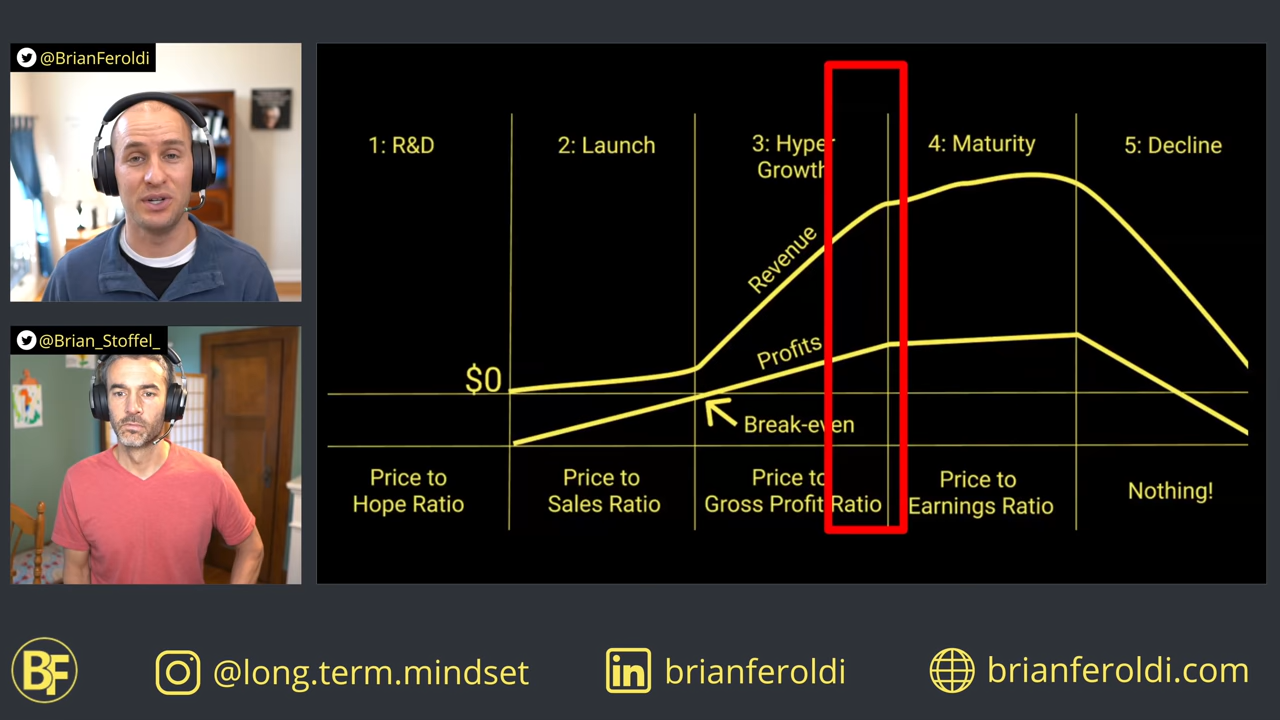 @BrianFeroldi
@Brian_Stoffel_
1: R&D
2: Launch
3: Hyper
Growth
4: Maturity
5: Decline
Revenue
Profits
$0
Break-even
Price to
Hope Ratio
Price to
Sales Ratio
Price to
Gross Profit Ratio
Price to
Earnings Ratio
Nothing!
BF
@long.term.mindset
in
brianferoldi
brianferoldi.com